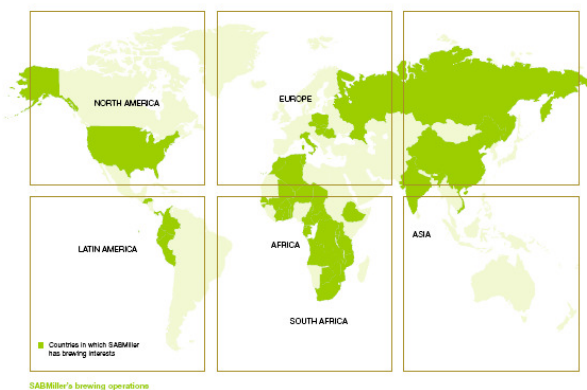 NORTH AMERICA
EUROPE
LATIN AMERICA
AFRICA
ASIA
SOUTH AFRICA
Countries in which SABMiller
has brewing interests
SABMiller's brewing operations